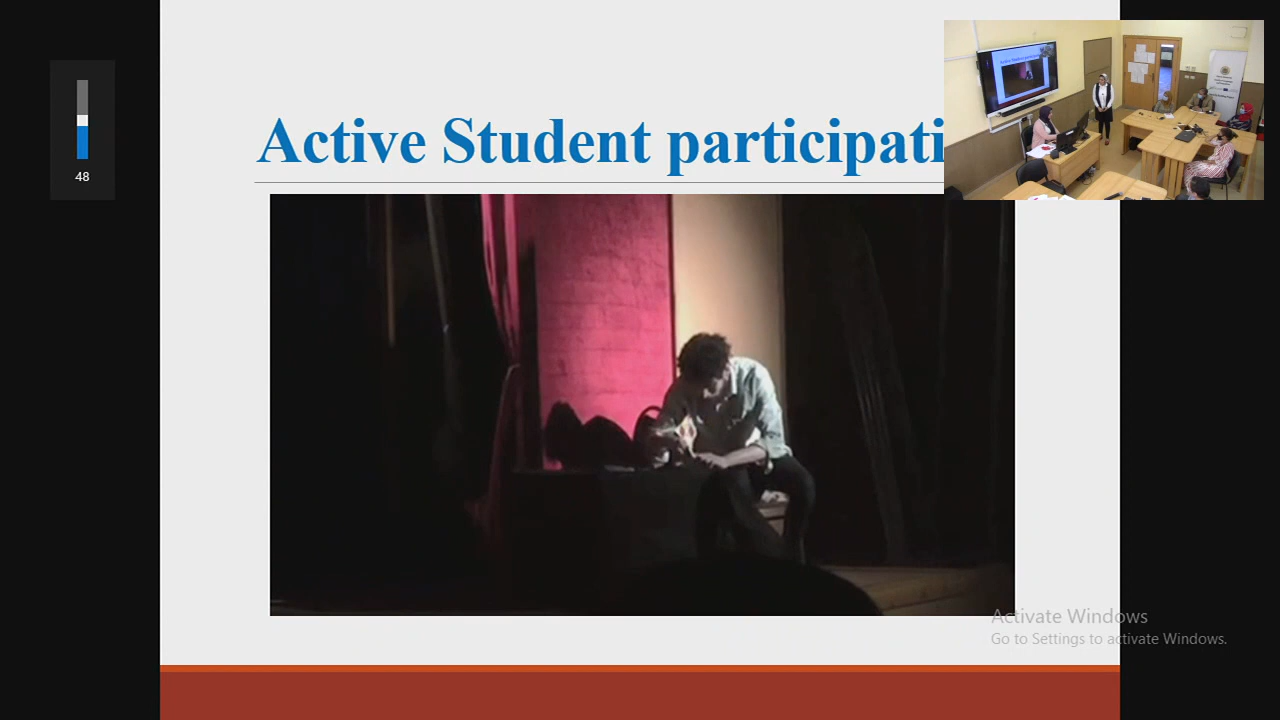 Active Student participati
48
Activate Windows
Go to Settings to activate Windows.